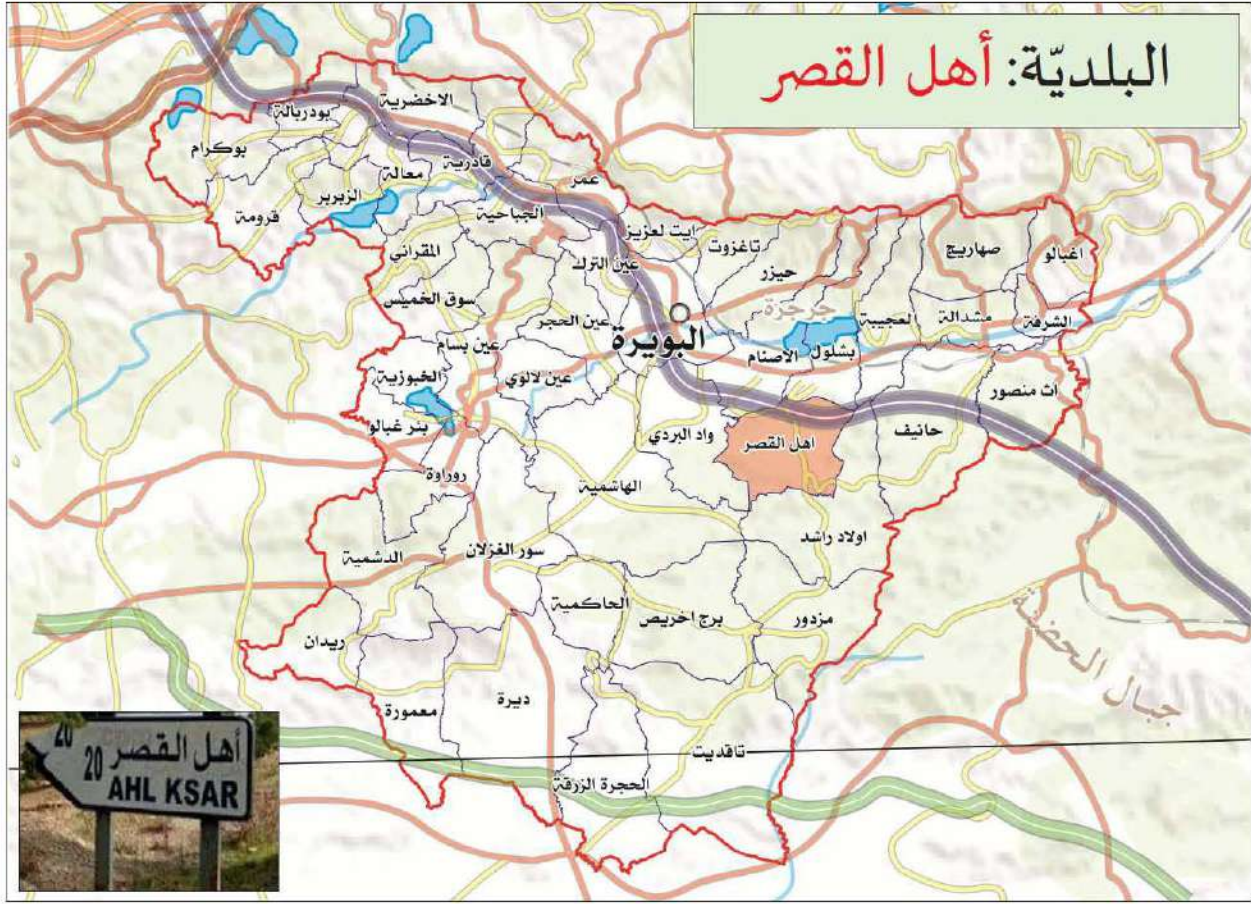 البلديّة: أهل القصر
الاخضرية
بودربالة
بوكرام
قادرية
معالة
عمر
الزبربر
قرومة
الجباحية
ايت لعزيز
تاغزوت
صهاريج
اغبالو
المقراني
عين الترك
حيزر
سوق الخميس
جرجرة
العجيبة
مشدالة
الشرفة
عين الحجر
البويرة
الأصنام
بشلول
عين بسام
عين لالوي
الخبوزية
اث منصور
بئر غبالو
واد البردي
اهل القصر
حانيف
روراوة
الهاشمية
اولاد راشد
الدشمية
سور الغزلان
الحاكمية
برج اخريص
مزدور
ريدان
جبال الحضنة
ديرة
معمورة
تاقديت
الحجرة الزرقة
20
أهل القصر 20
AHL KSAR